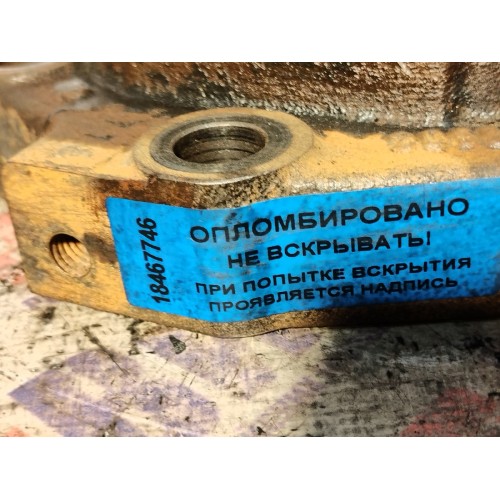 18467746
ОПЛОМБИРОВАНО
НЕ ВСКРЫВАТЬ!
ПРИ ПОПЫТКЕ ВСКРЫТИЯ
ПРОЯВЛЯЕТСЯ НАДПИСЬ